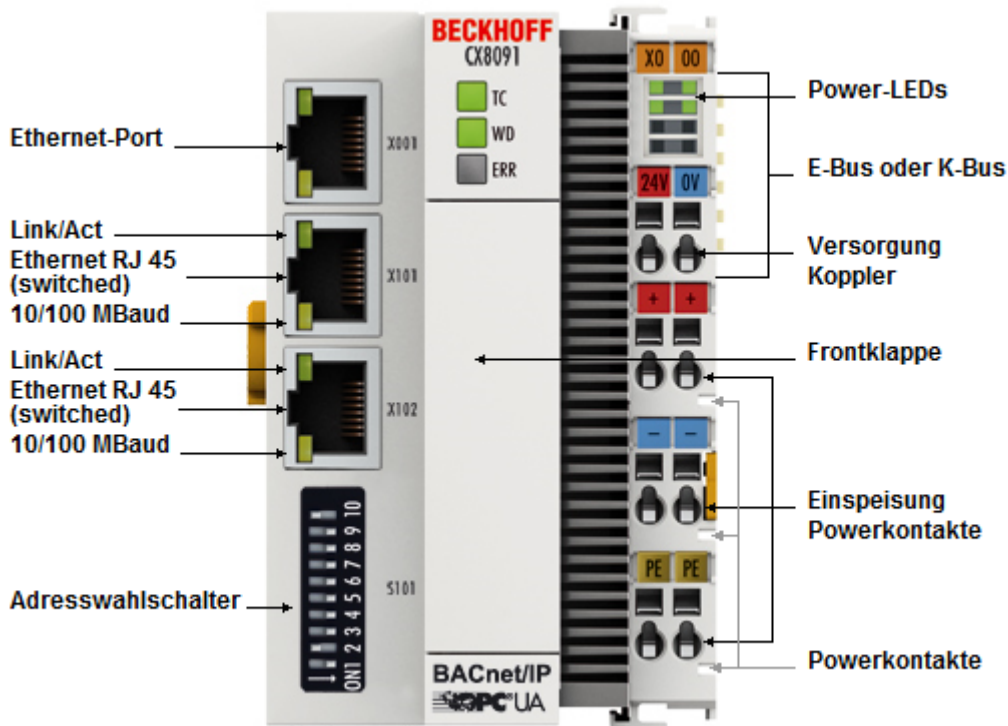 BECKHOFF
CX8091
TC
WD
ERR
X001
X101
X102
10
9
8
7
6
5
4
3
2
ON1
S101
BACnet/IP
OPC UA
X0 00
24V 0V
+ +
- -
PE PE
Ethernet-Port
Link/Act
Ethernet RJ 45
(switched)
10/100 MBaud
Link/Act
Ethernet RJ 45
(switched)
10/100 MBaud
Adresswahlschalter
Power-LEDs
E-Bus oder K-Bus
Versorgung
Koppler
Frontklappe
Einspeisung
Powerkontakte
Powerkontakte